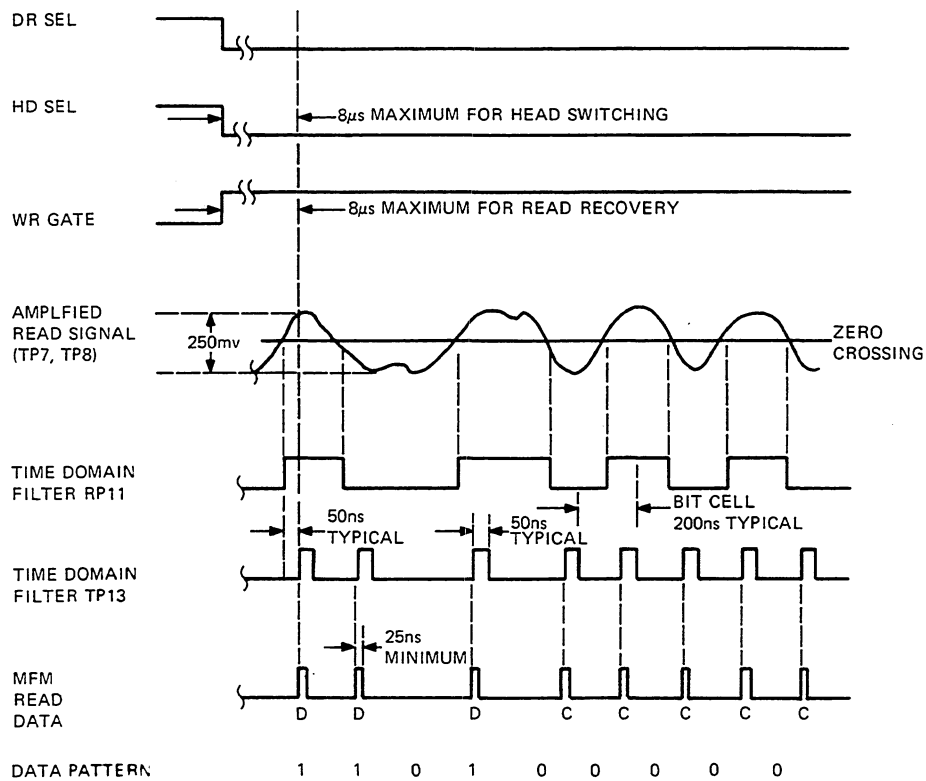 DR SEL
HD SEL
8μs MAXIMUM FOR HEAD SWITCHING
8μs MAXIMUM FOR READ RECOVERY
WR GATE
AMPLFIED
READ SIGNAL
(TP7, TP8)
250mv
ZERO
CROSSING
TIME DOMAIN
FILTER RP11
BIT CELL
200ns TYPICAL
50ns
TYPICAL
50ns
TYPICAL
TIME DOMAIN
FILTER TP13
25ns
MINIMUM
MFM
READ
DATA
D D D C C C C C
DATA PATTERN 1 1 0 1 0 0 0 0 0